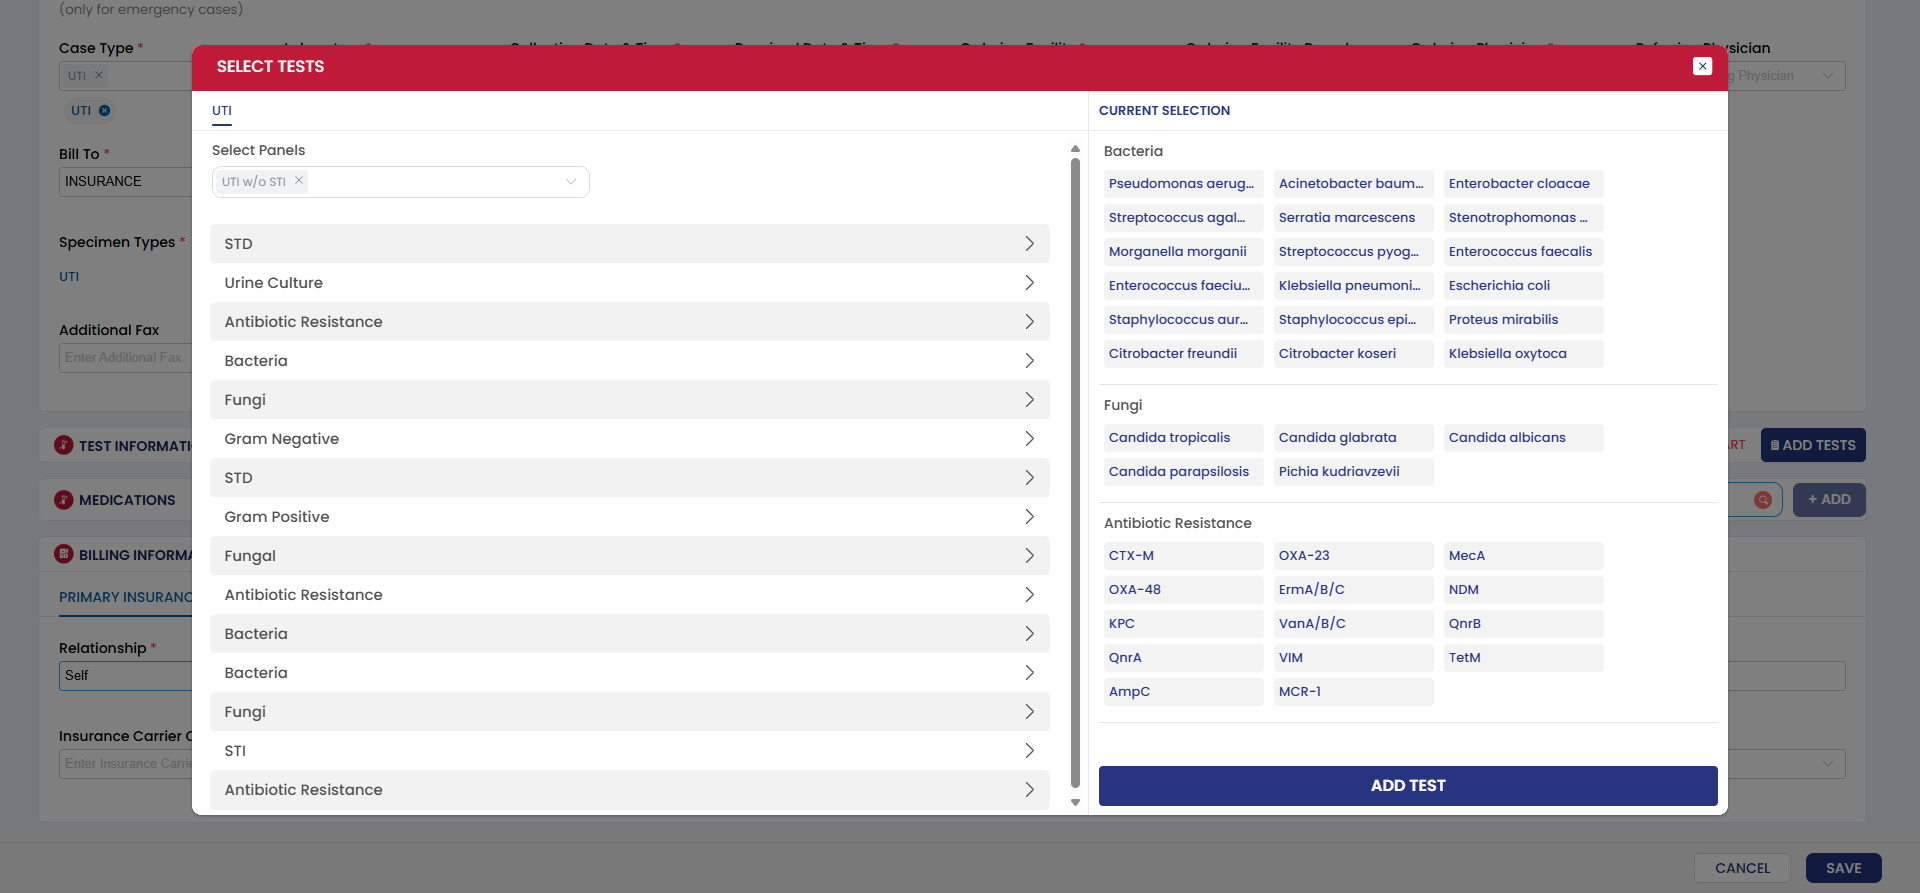 (only for emergency cases)
Case Type *
UTI
UTI
Bill To *
INSURANCE
Specimen Types *
UTI
Additional Fax
Enter Additional Fax
TEST INFORMATI
MEDICATIONS
BILLING INFORMA
PRIMARY INSURANC
Relationship *
Self
Insurance Carrier C
Enter Insurance Carrie
SELECT TESTS
UTI
Select Panels
UTI w/o STI
STD
Urine Culture
Antibiotic Resistance
Bacteria
Fungi
Gram Negative
STD
Gram Positive
Fungal
Antibiotic Resistance
Bacteria
Bacteria
Fungi
STI
Antibiotic Resistance
CURRENT SELECTION
Bacteria
Pseudomonas aerug... Acinetobacter baum... Enterobacter cloacae
Streptococcus agal... Serratia marcescens Stenotrophomonas ...
Morganella morganii Streptococcus pyog... Enterococcus faecalis
Enterococcus faeciu... Klebsiella pneumoni... Escherichia coli
Staphylococcus aur... Staphylococcus epi... Proteus mirabilis
Citrobacter freundii Citrobacter koseri Klebsiella oxytoca
Fungi
Candida tropicalis Candida glabrata Candida albicans
Candida parapsilosis Pichia kudriavzevii
Antibiotic Resistance
CTX-M OXA-23 MecA
OXA-48 ErmA/B/C NDM
KPC VanA/B/C QnrB
QnrA VIM TetM
AmpC MCR-1
ADD TEST
Physician
ADD TESTS
+ ADD
CANCEL SAVE